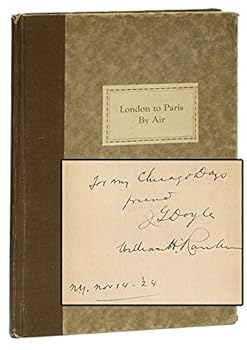 London to Paris
By Air
For my Chicago Days
friend
J G Doyle
William H. Rankin
N.Y. Nov 14 - '24